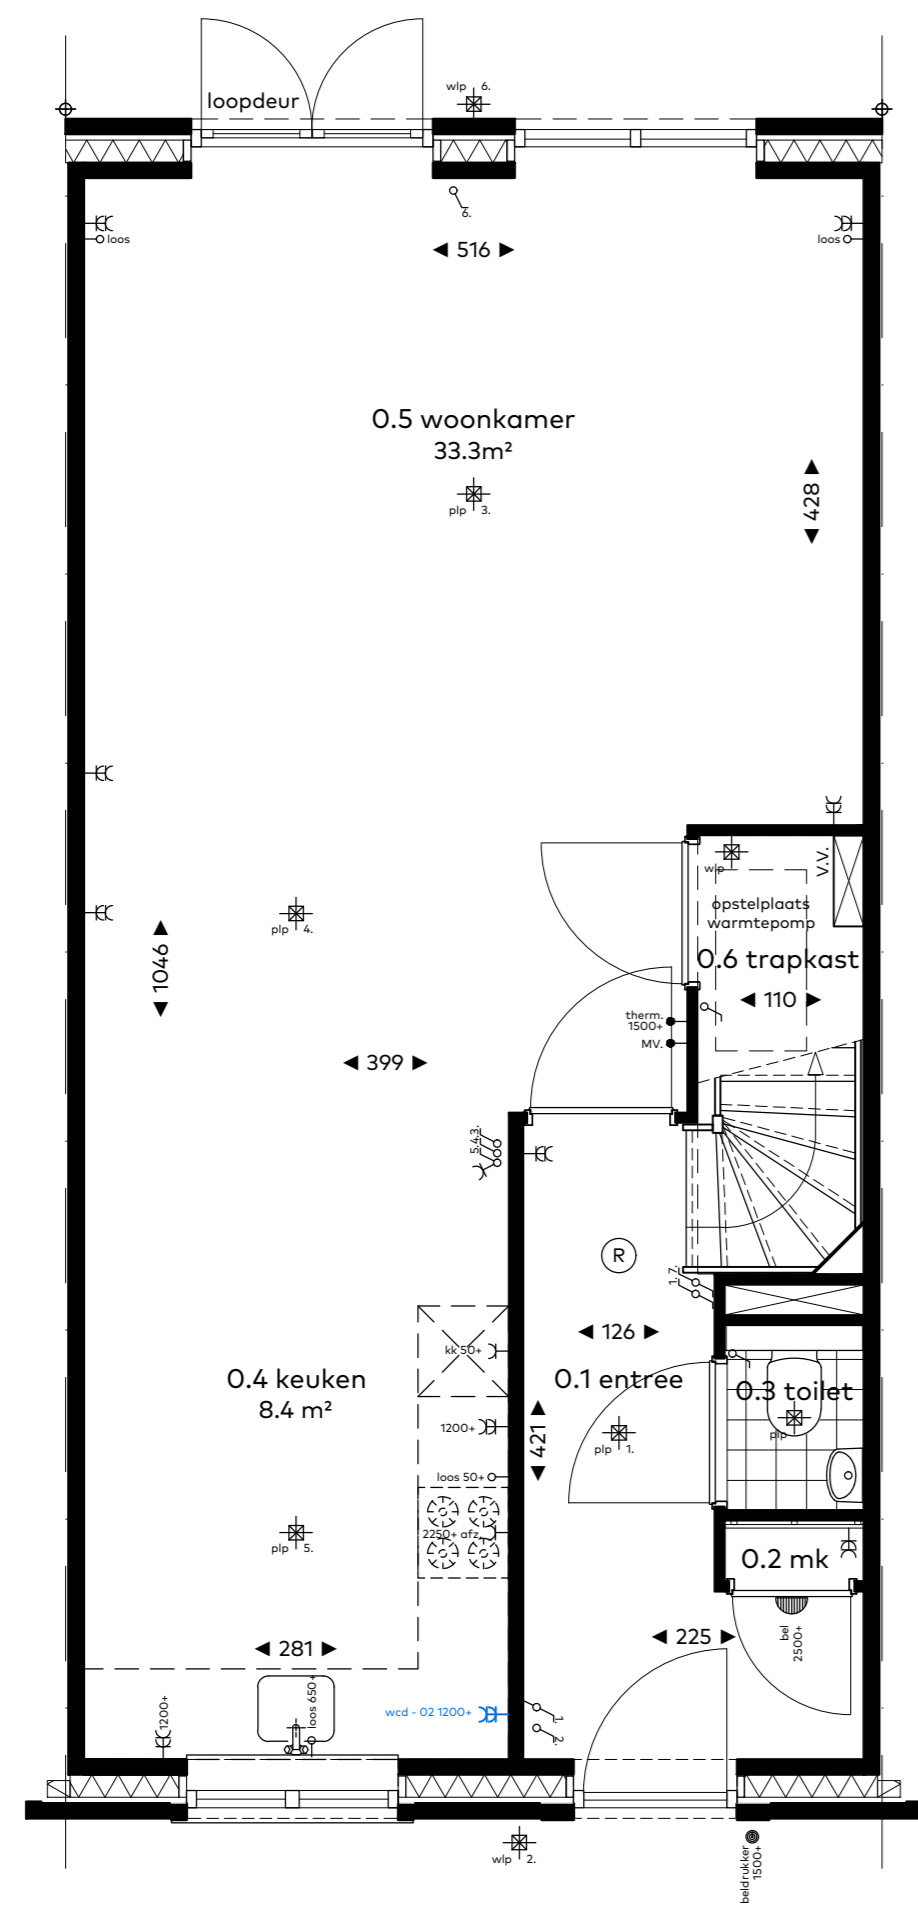 loopdeur
wlp 6.
6.
loos
loos
◄ 516 ►
0.5 woonkamer
33.3m²
plp 3.
◄ 428 ►
V.V.
wlp
opstelplaats
warmtepomp
0.6 trapkast
◄ 110 ►
plp 4.
◄ 1046 ►
therm.
1500+
MV.
◄ 399 ►
5.4.3.
R
1. 7.
◄ 126 ►
kk 50+
0.4 keuken
8.4 m²
0.1 entree
0.3 toilet
1200+
◄ 421 ►
plp 1.
plp
loos 50+
2250+ afz.
plp 5.
0.2 mk
bel
2500+
◄ 281 ►
◄ 225 ►
loos 650+
1200+
wcd - 02 1200+
1.
2.
wlp 2.
beldrukker
1500+